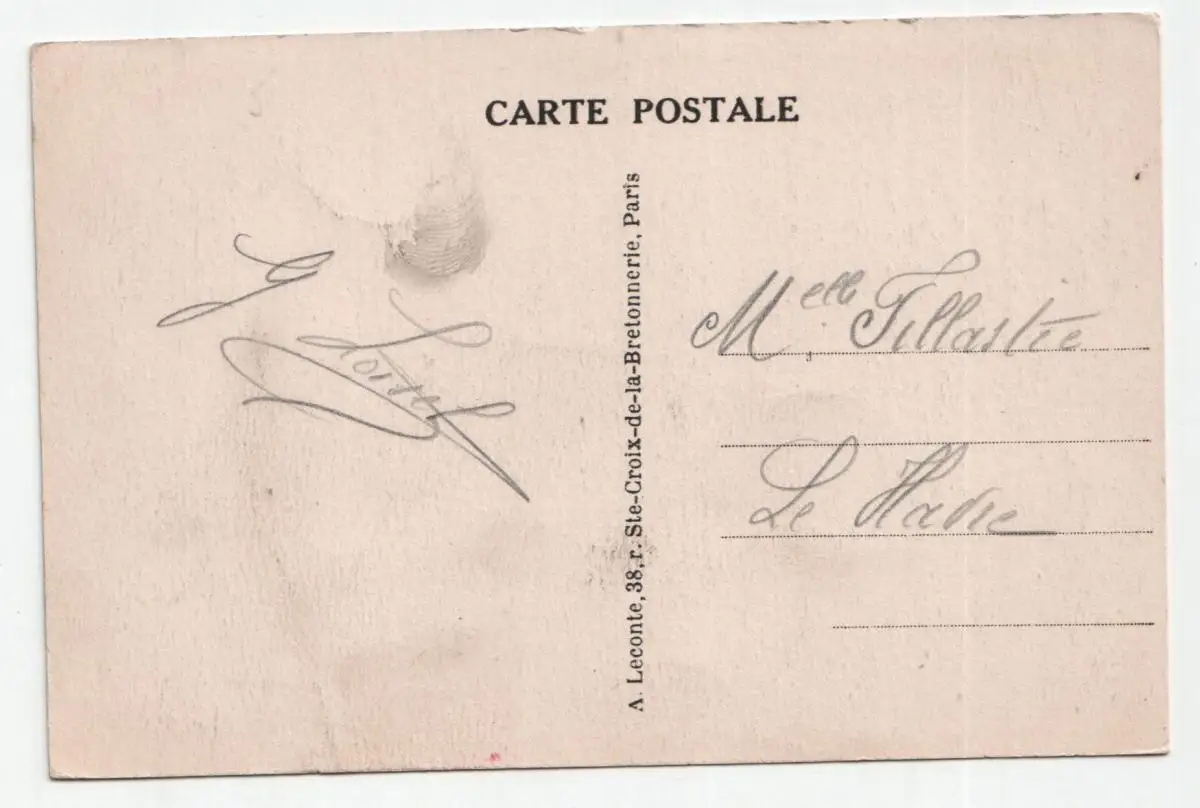 CARTE POSTALE
A. Leconte, 38, r. Ste-Croix-de-la-Bretonnerie, Paris
Melle Fillastre
Le Havre